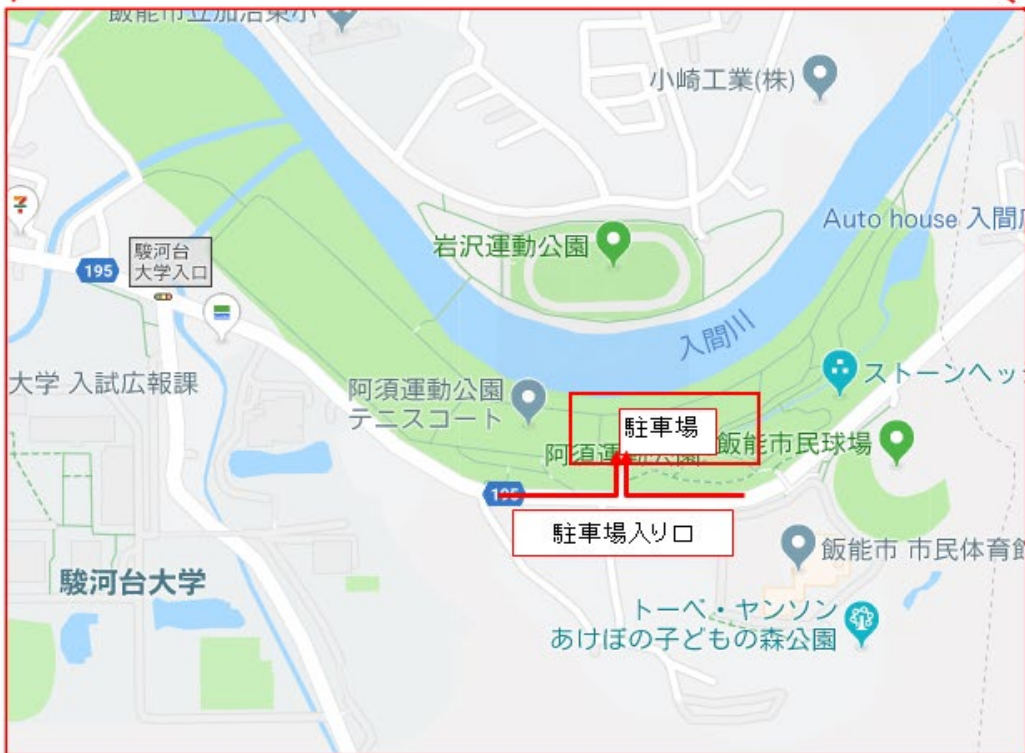 飯能市立加治東小
小崎工業(株)
Auto house 入間
岩沢運動公園
駿河台
大学入口
195
入間川
大学 入試広報課
阿須運動公園
テニスコート
ストーンヘッ
駐車場
阿須運動公園
飯能市民球場
195
駐車場入り口
飯能市 市民体育館
駿河台大学
トーベ・ヤンソン
あけぼの子どもの森公園